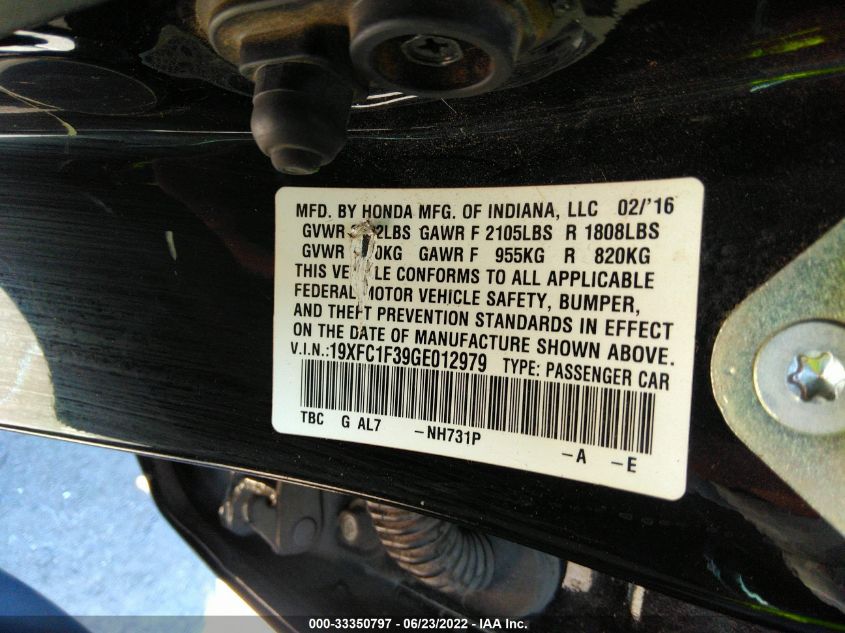 MFD. BY HONDA MFG. OF INDIANA, LLC 02/'16
GVWR 2LBS GAWR F 2105LBS R 1808LBS
GVWR 0KG GAWR F 955KG R 820KG
THIS CONFORMS TO ALL APPLICABLE
FEDERAL MOTOR VEHICLE SAFETY, BUMPER,
AND THEFT PREVENTION STANDARDS IN EFFECT
ON THE DATE OF MANUFACTURE SHOWN ABOVE.
V.I.N.:19XFC1F39GE012979 TYPE: PASSENGER CAR
TBC G AL7 –NH731P –A –E
000-33350797 - 06/23/2022 - IAA Inc.